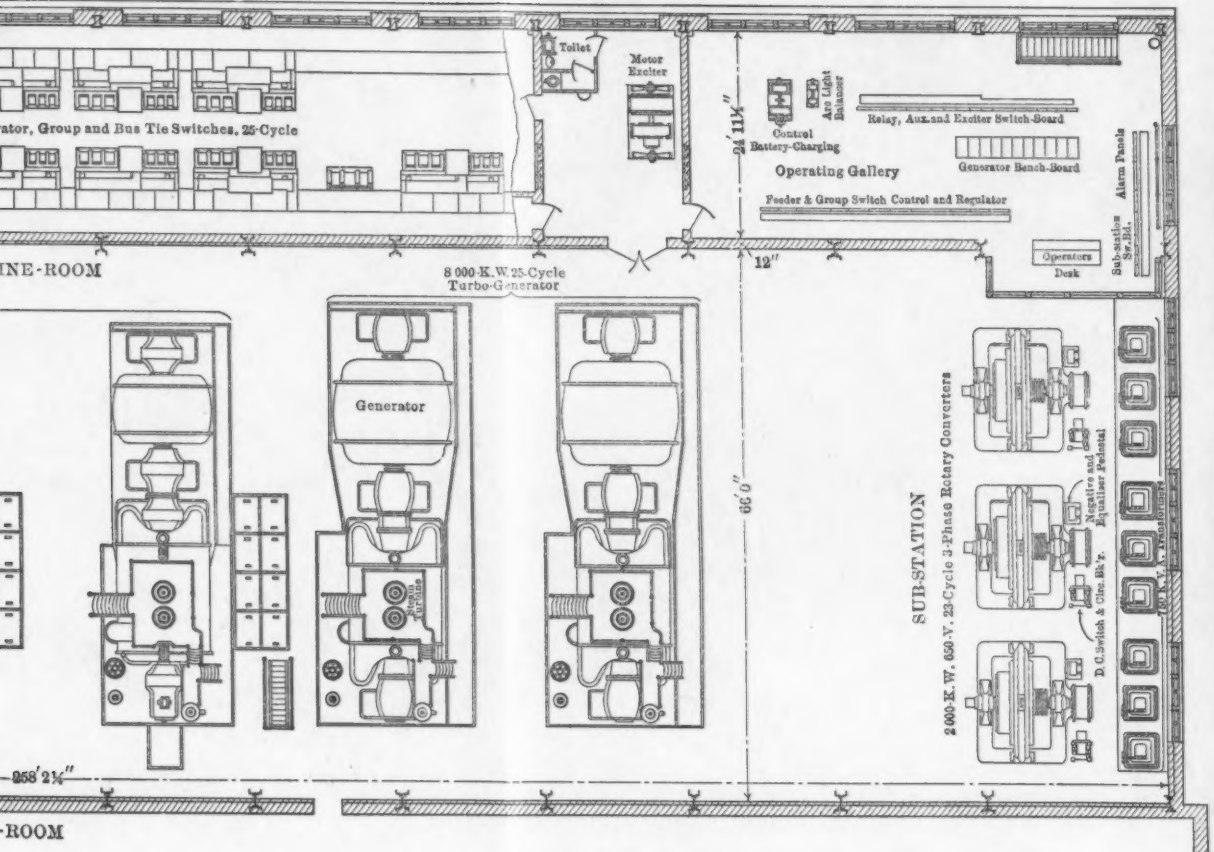 Toilet
Motor
Exciter
24' 11¼"
Control
Battery-Charging
Arc Light
Balancer
Relay, Aux. and Exciter Switch-Board
Generator Bench-Board
Operating Gallery
Feeder & Group Switch Control and Regulator
Alarm Panels
Sub-station
Sw. Bd.
Operators
Desk
rator, Group and Bus Tie Switches, 25-Cycle
INE-ROOM
8 000-K.W. 25-Cycle
Turbo-Generator
12"
Generator
Steam
Turbine
66' 0"
SUB-STATION
2 000-K.W. 650-V. 25-Cycle 3-Phase Rotary Converters
Negative and
Equalizer Pedestal
D.C. Switch & Circ. Bk'r.
K.V.A. Transformers
258' 2¼"
-ROOM